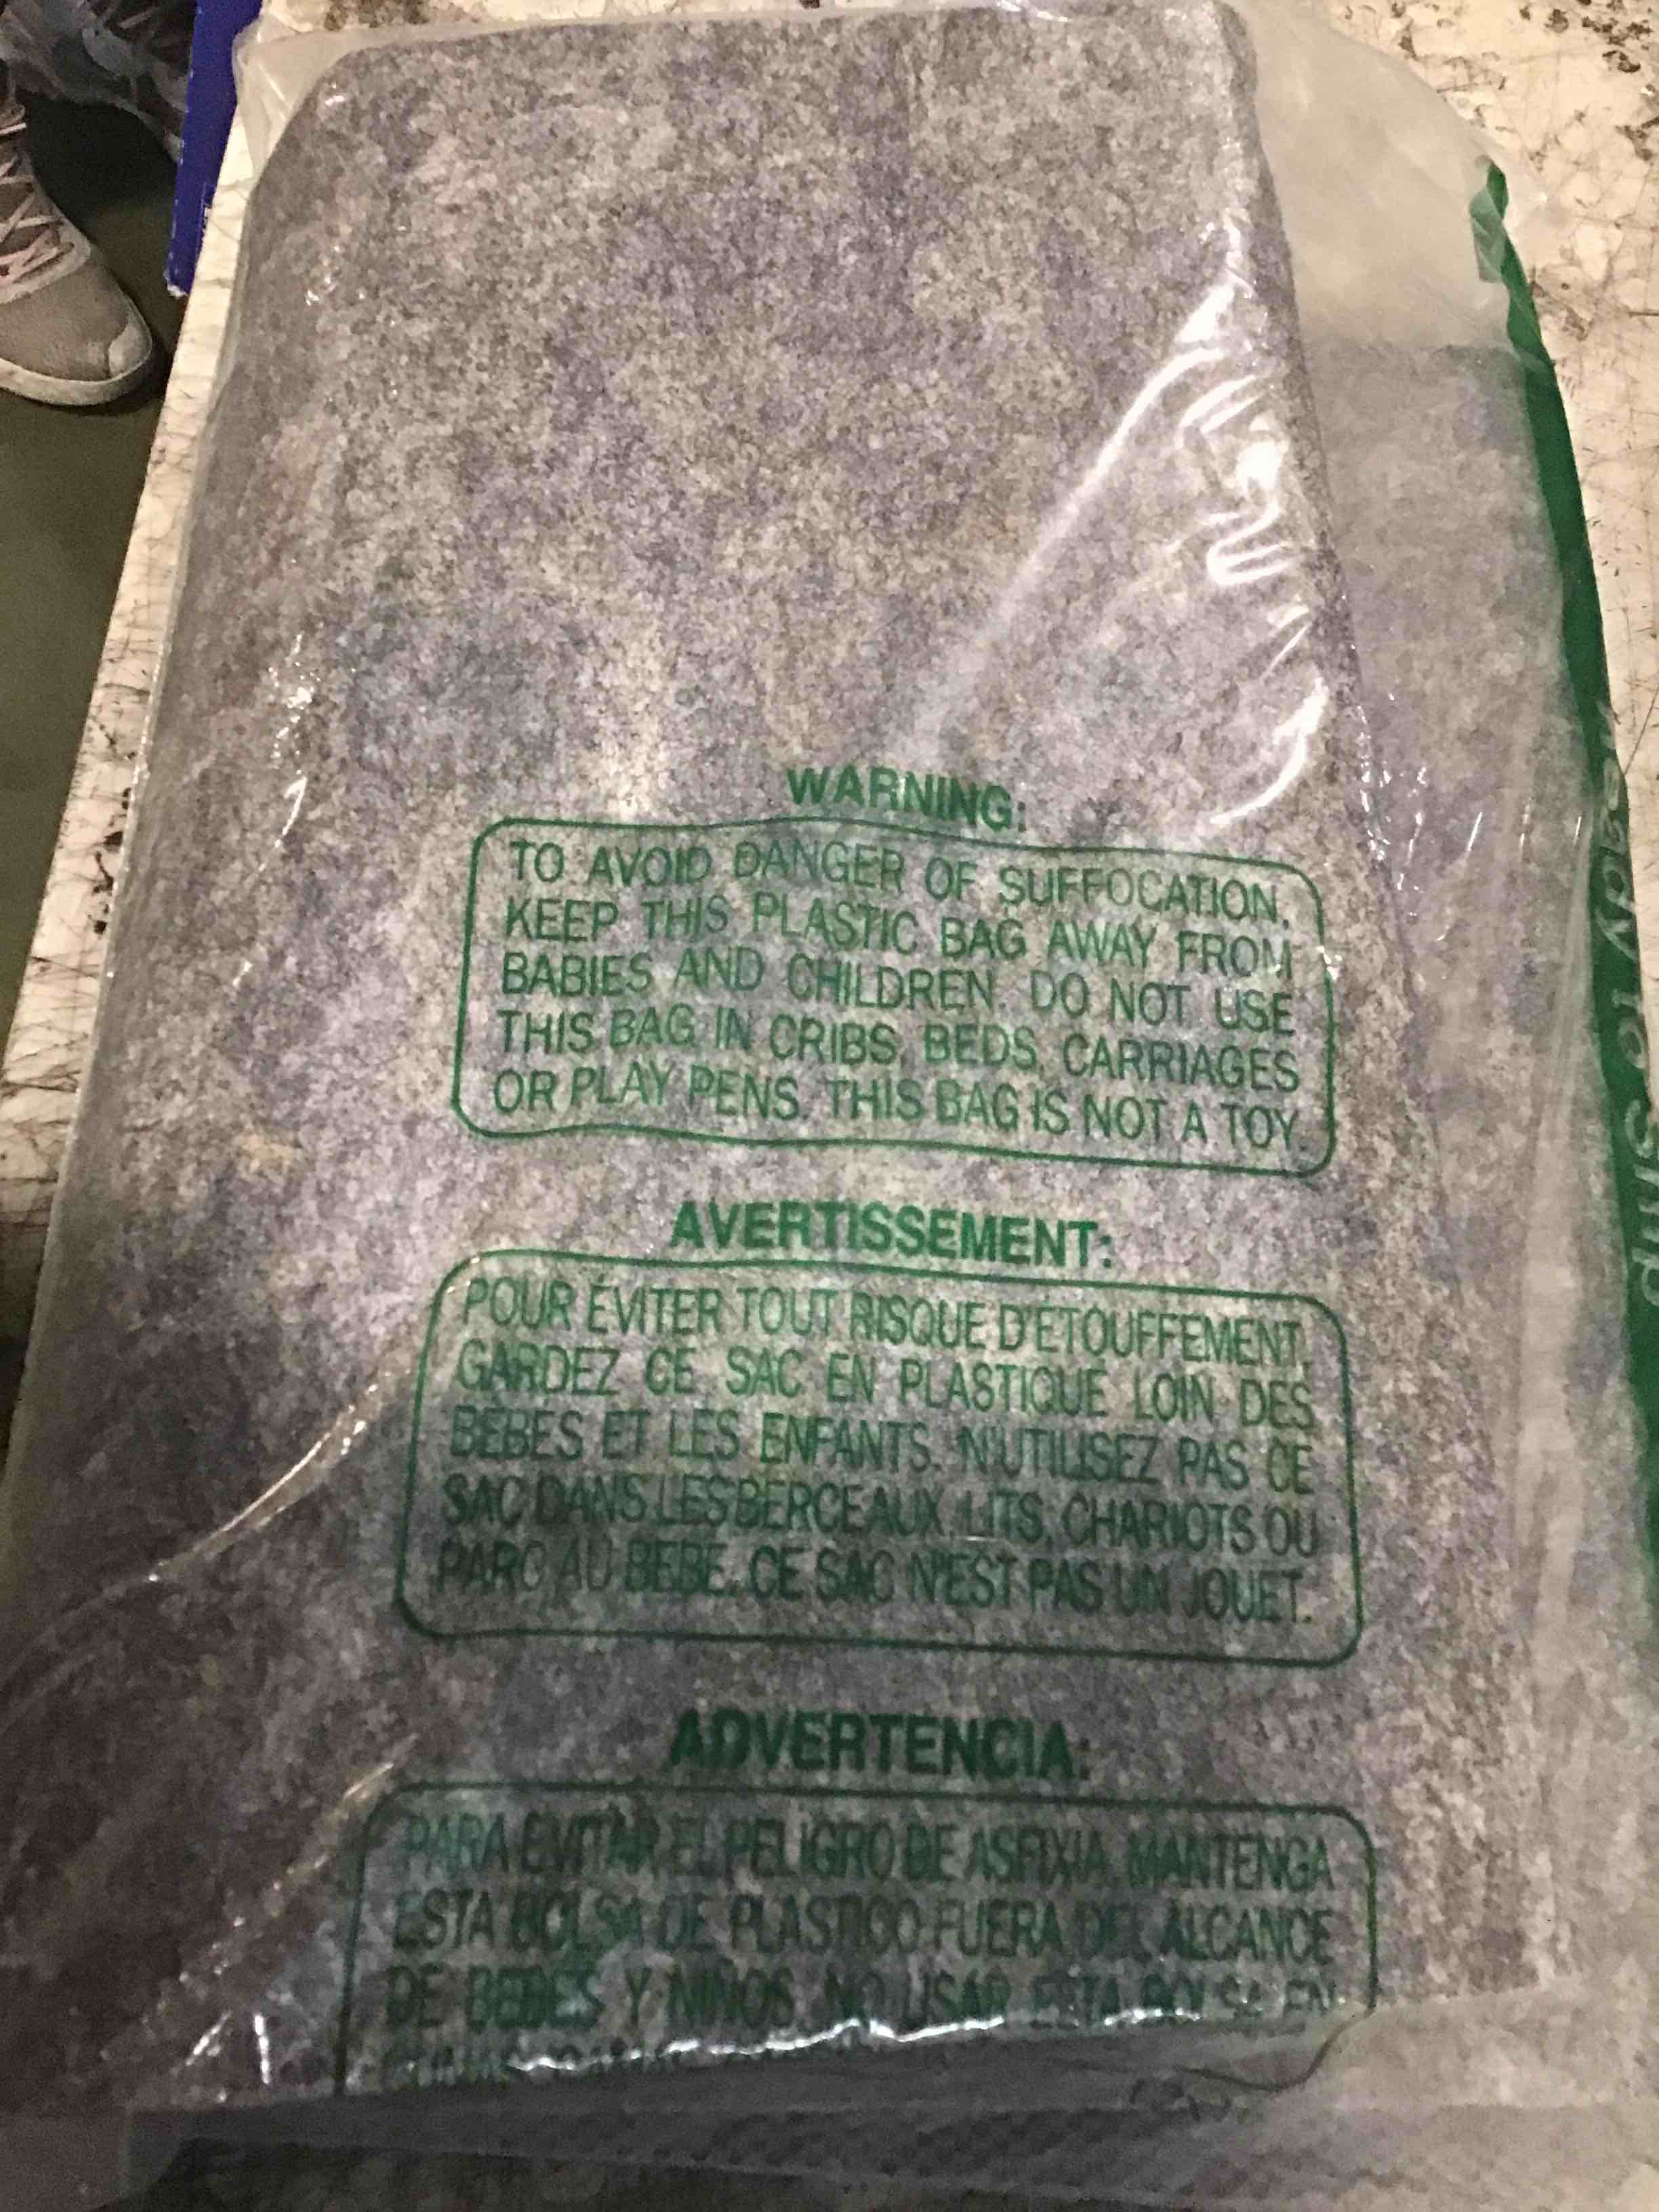 WARNING:
TO AVOID DANGER OF SUFFOCATION,
KEEP THIS PLASTIC BAG AWAY FROM
BABIES AND CHILDREN. DO NOT USE
THIS BAG IN CRIBS, BEDS, CARRIAGES
OR PLAY PENS. THIS BAG IS NOT A TOY.
AVERTISSEMENT:
POUR ÉVITER TOUT RISQUE D'ETOUFFEMENT,
GARDEZ CE SAC EN PLASTIQUE LOIN DES
BEBES ET LES ENFANTS. N'UTILISEZ PAS CE
SAC DANS LES BERCEAUX, LITS, CHARIOTS OU
PARC AU BEBE. CE SAC N'EST PAS UN JOUET.
ADVERTENCIA:
PARA EVITAR EL PELIGRO DE ASFIXIA, MANTENGA
ESTA BOLSA DE PLASTICO FUERA DEL ALCANCE
DE BEBES Y NIÑOS. NO USAR ESTA BOLSA EN
Ready To Ship